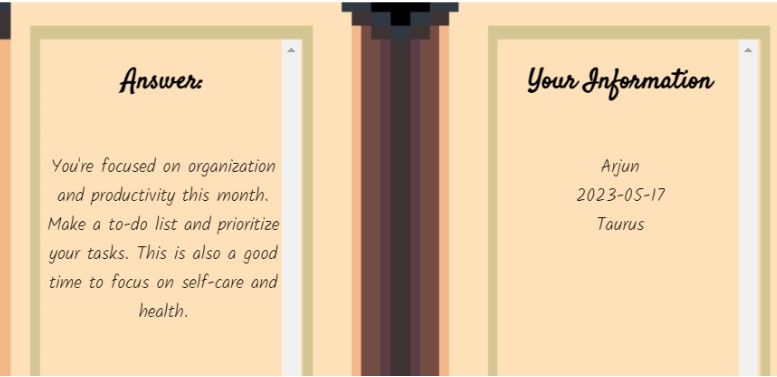 Answer:
You're focused on organization
and productivity this month.
Make a to-do list and prioritize
your tasks. This is also a good
time to focus on self-care and
health.
Your Information
Arjun
2023-05-17
Taurus